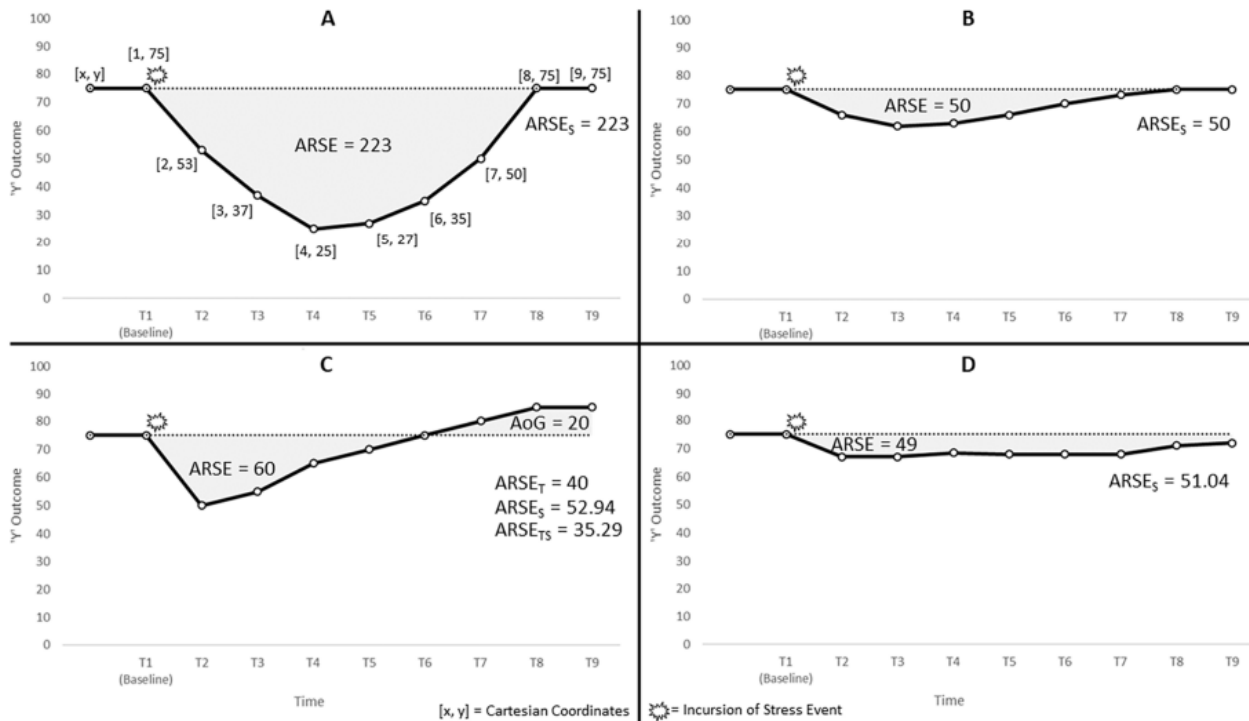 A
100
90
80
70
60
50
40
30
20
10
0
'Y' Outcome
[x, y]
[1, 75]
[2, 53]
[3, 37]
[4, 25]
[5, 27]
[6, 35]
[7, 50]
[8, 75]
[9, 75]
ARSE = 223
ARSE_S = 223
T1 T2 T3 T4 T5 T6 T7 T8 T9
(Baseline)
B
100
90
80
70
60
50
40
30
20
10
0
'Y' Outcome
ARSE = 50
ARSE_S = 50
T1 T2 T3 T4 T5 T6 T7 T8 T9
(Baseline)
C
100
90
80
70
60
50
40
30
20
10
0
'Y' Outcome
AoG = 20
ARSE = 60
ARSE_T = 40
ARSE_S = 52.94
ARSE_TS = 35.29
T1 T2 T3 T4 T5 T6 T7 T8 T9
(Baseline)
Time
[x, y] = Cartesian Coordinates
D
100
90
80
70
60
50
40
30
20
10
0
'Y' Outcome
ARSE = 49
ARSE_S = 51.04
T1 T2 T3 T4 T5 T6 T7 T8 T9
(Baseline)
Time
= Incursion of Stress Event